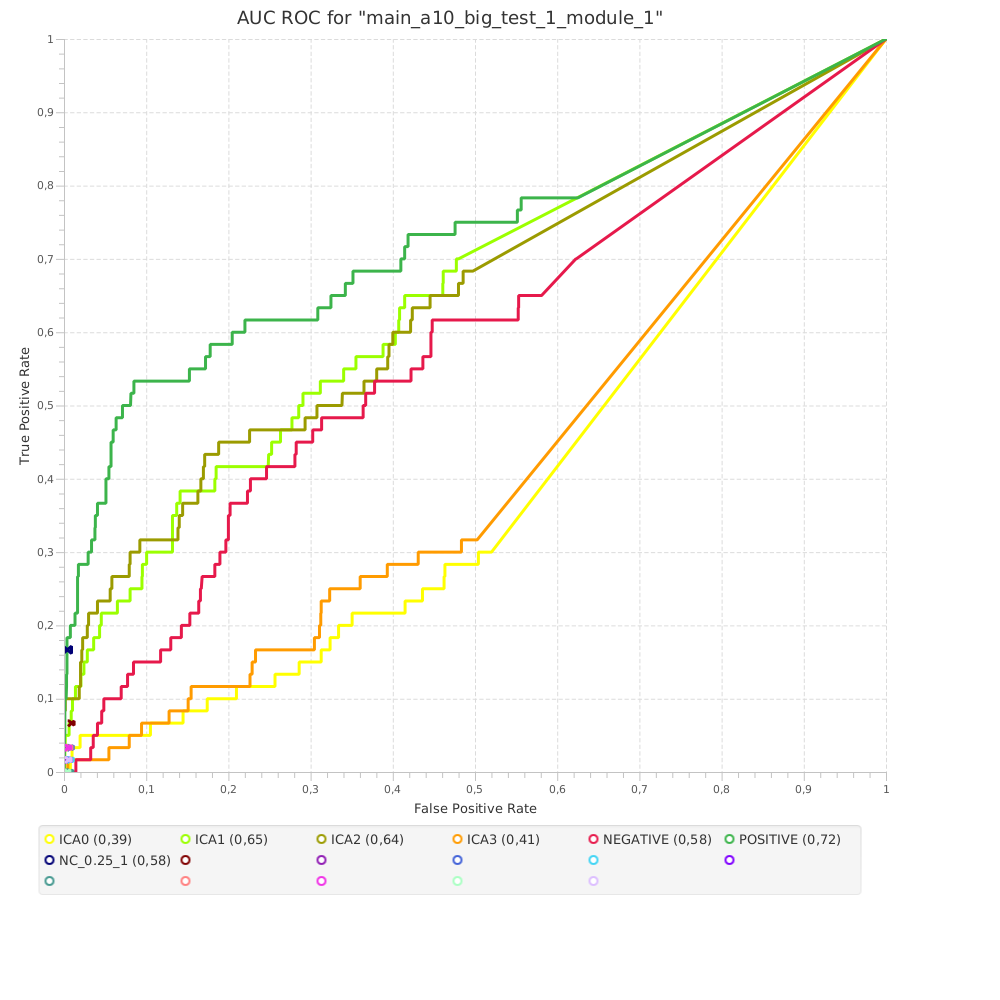 AUC ROC for "main_a10_big_test_1_module_1"
True Positive Rate
1
0,9
0,8
0,7
0,6
0,5
0,4
0,3
0,2
0,1
0
0 0,1 0,2 0,3 0,4 0,5 0,6 0,7 0,8 0,9 1
False Positive Rate
ICA0 (0,39) ICA1 (0,65) ICA2 (0,64) ICA3 (0,41) NEGATIVE (0,58) POSITIVE (0,72)
NC_0.25_1 (0,58)